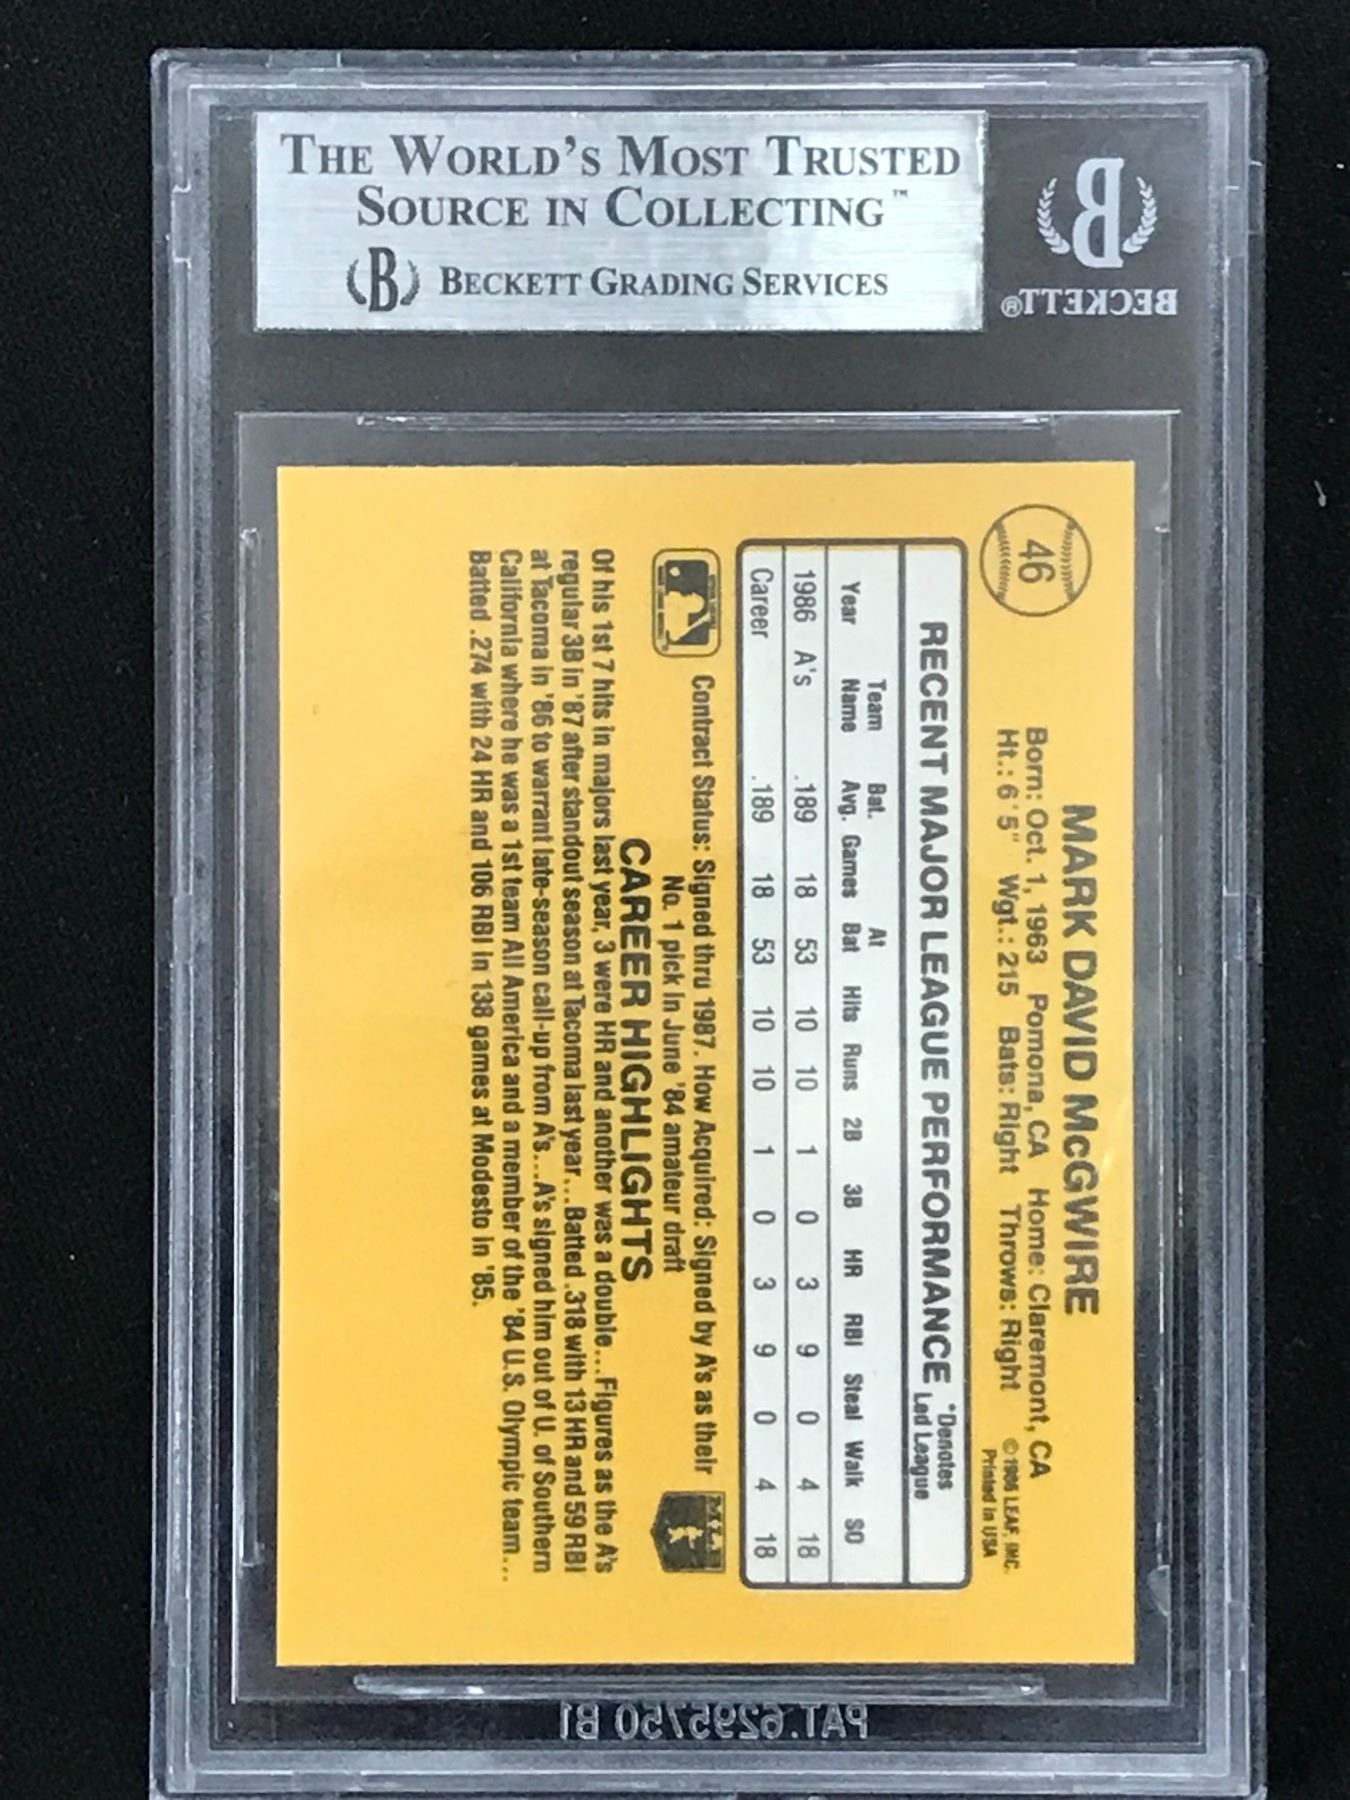 THE WORLD'S MOST TRUSTED
SOURCE IN COLLECTING™
B BECKETT GRADING SERVICES
B
BECKETT®
46
MARK DAVID McGWIRE
Born: Oct. 1, 1963 Pomona, CA Home: Claremont, CA
Ht.: 6'5" Wgt.: 215 Bats: Right Throws: Right
©1986 LEAF, INC.
Printed in USA
RECENT MAJOR LEAGUE PERFORMANCE *Denotes Led League
Year Team Name Bat. Avg. Games At Bat Hits Runs 2B 3B HR RBI Steal Walk SO
1986 A's .189 18 53 10 10 1 0 3 9 0 4 18
Career .189 18 53 10 10 1 0 3 9 0 4 18
Contract Status: Signed thru 1987. How Acquired: Signed by A's as their
No. 1 pick in June '84 amateur draft
CAREER HIGHLIGHTS
Of his 1st 7 hits in majors last year, 3 were HR and another was a double...Figures as the A's
regular 3B in '87 after standout season at Tacoma last year...Batted .318 with 13 HR and 59 RBI
at Tacoma in '86 to warrant late-season call-up from A's...A's signed him out of U. of Southern
California where he was a 1st team All America and a member of the '84 U.S. Olympic team...
Batted .274 with 24 HR and 106 RBI in 138 games at Modesto in '85.
PAT.6295750 B1